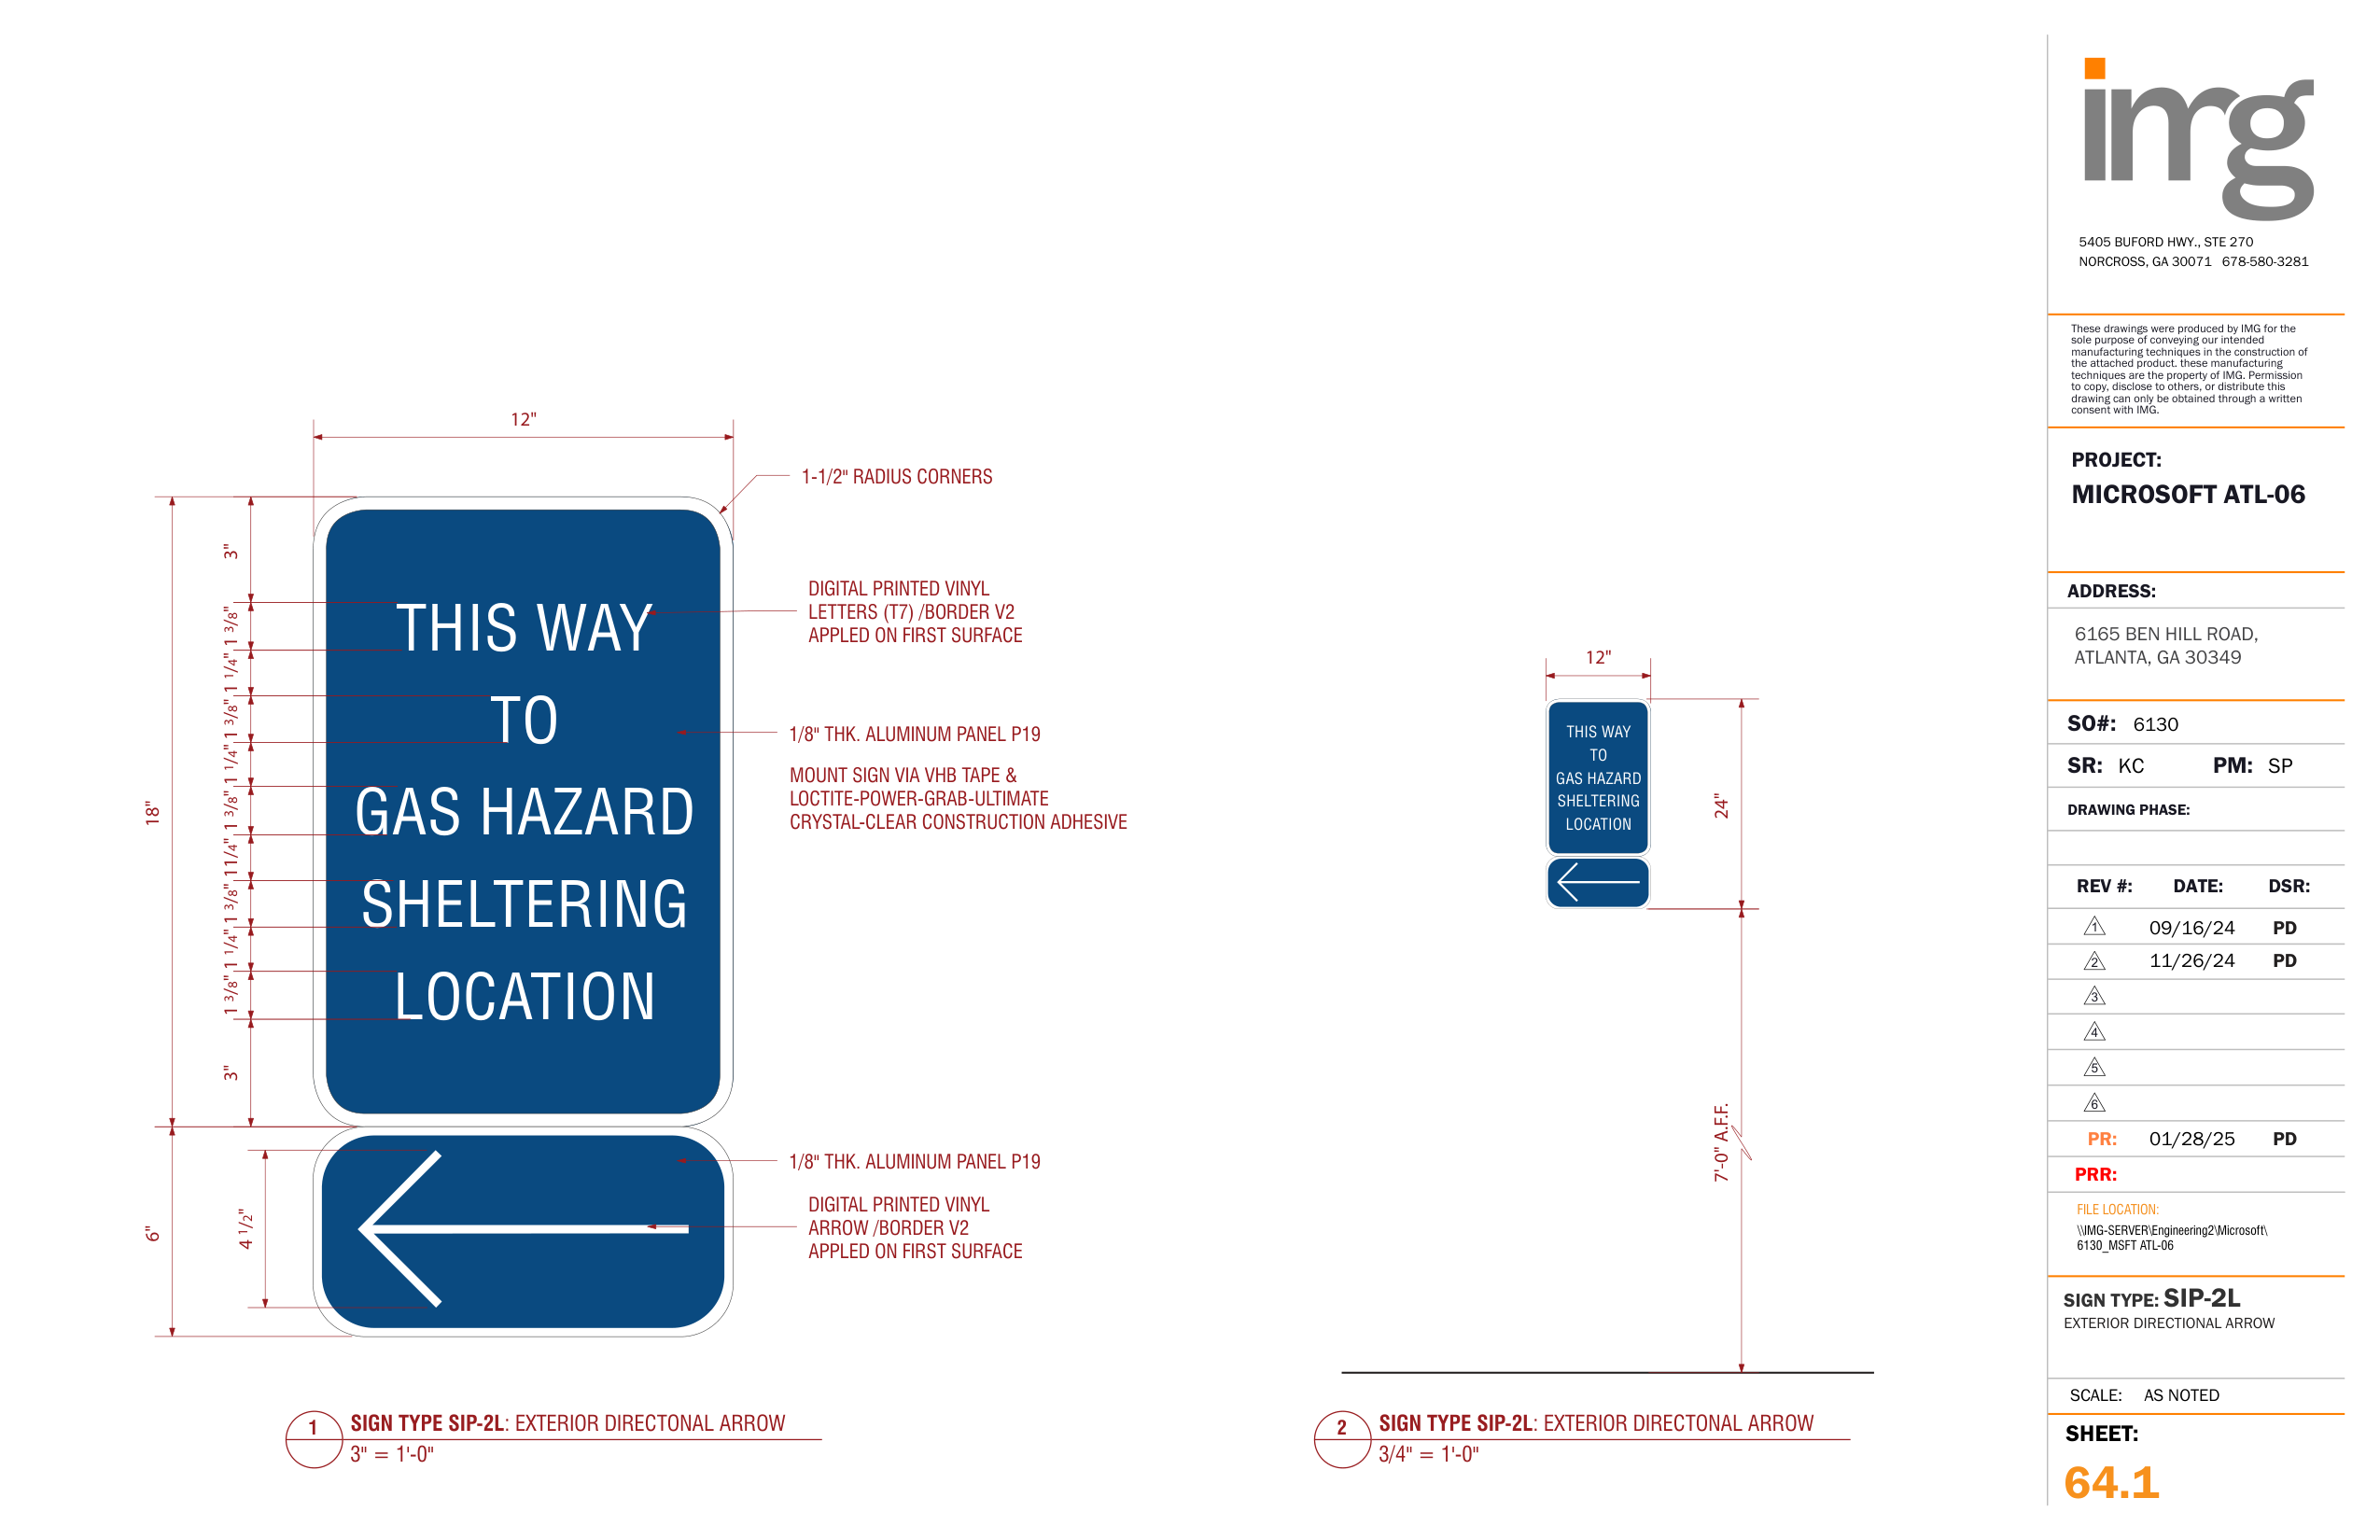 12"
1-1/2" RADIUS CORNERS
18"
3"
1 3/8"
1 1/4"
1 3/8"
1 1/4"
1 3/8"
11/4"
1 3/8"
1 1/4"
1 3/8"
3"
THIS WAY
TO
GAS HAZARD
SHELTERING
LOCATION
DIGITAL PRINTED VINYL
LETTERS (T7) /BORDER V2
APPLED ON FIRST SURFACE
1/8" THK. ALUMINUM PANEL P19
MOUNT SIGN VIA VHB TAPE &
LOCTITE-POWER-GRAB-ULTIMATE
CRYSTAL-CLEAR CONSTRUCTION ADHESIVE
6"
4 1/2"
1/8" THK. ALUMINUM PANEL P19
DIGITAL PRINTED VINYL
ARROW /BORDER V2
APPLED ON FIRST SURFACE
1
SIGN TYPE SIP-2L: EXTERIOR DIRECTONAL ARROW
3" = 1'-0"
12"
THIS WAY
TO
GAS HAZARD
SHELTERING
LOCATION
24"
7'-0" A.F.F.
2
SIGN TYPE SIP-2L: EXTERIOR DIRECTONAL ARROW
3/4" = 1'-0"
img
5405 BUFORD HWY., STE 270
NORCROSS, GA 30071 678-580-3281
These drawings were produced by IMG for the
sole purpose of conveying our intended
manufacturing techniques in the construction of
the attached product. these manufacturing
techniques are the property of IMG. Permission
to copy, disclose to others, or distribute this
drawing can only be obtained through a written
consent with IMG.
PROJECT:
MICROSOFT ATL-06
ADDRESS:
6165 BEN HILL ROAD,
ATLANTA, GA 30349
SO#: 6130
SR: KC PM: SP
DRAWING PHASE:
REV #: DATE: DSR:
1 09/16/24 PD
2 11/26/24 PD
3
4
5
6
PR: 01/28/25 PD
PRR:
FILE LOCATION:
\\IMG-SERVER\Engineering2\Microsoft\
6130_MSFT ATL-06
SIGN TYPE: SIP-2L
EXTERIOR DIRECTIONAL ARROW
SCALE: AS NOTED
SHEET:
64.1